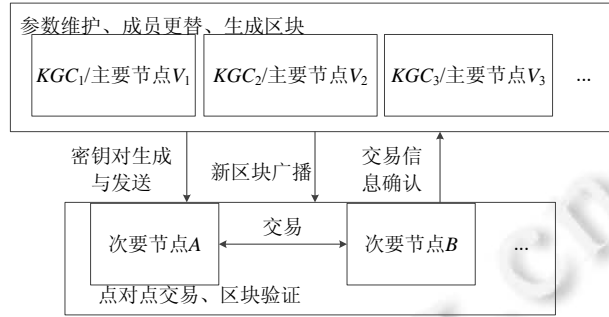 参数维护、成员更替、生成区块
KGC₁/主要节点V₁
KGC₂/主要节点V₂
KGC₃/主要节点V₃
...
密钥对生成
与发送
新区块广播
交易信
息确认
次要节点A
交易
次要节点B
...
点对点交易、区块验证